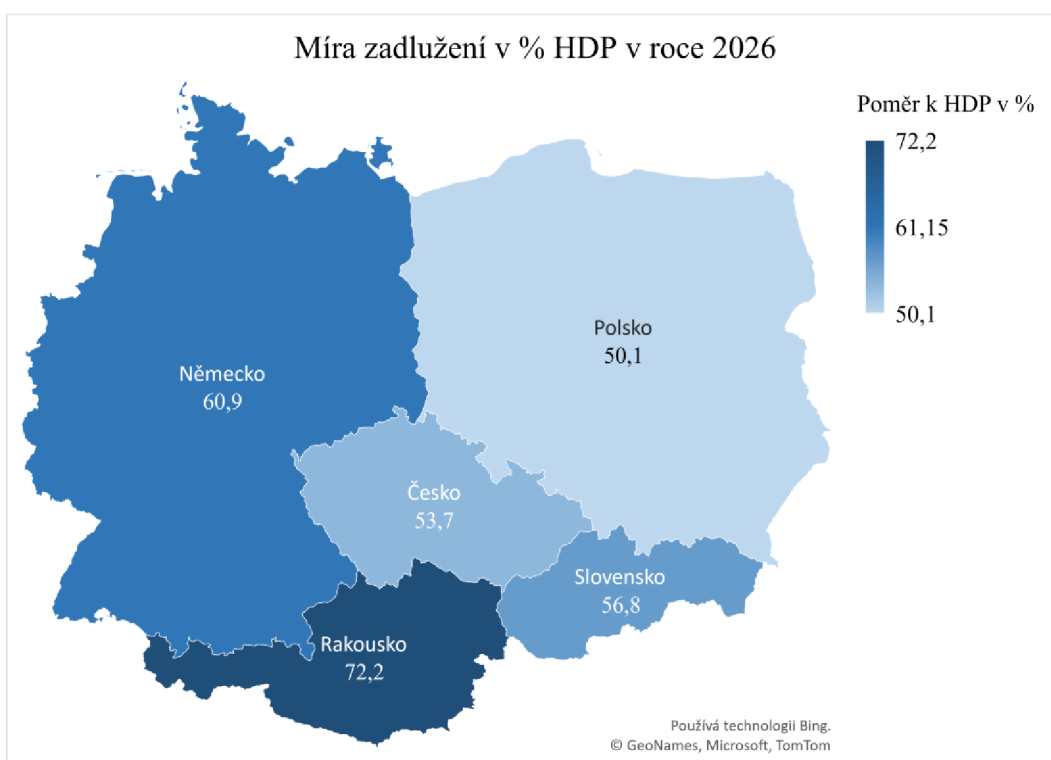 Míra zadlužení v % HDP v roce 2026
Poměr k HDP v %
72,2
61,15
50,1
Polsko
50,1
Německo
60,9
Česko
53,7
Slovensko
56,8
Rakousko
72,2
Používá technologii Bing.
© GeoNames, Microsoft, TomTom